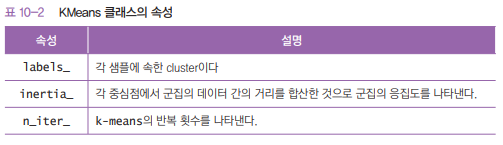 표 10-2 KMeans 클래스의 속성
속성 설명
labels_ 각 샘플에 속한 cluster이다
inertia_ 각 중심점에서 군집의 데이터 간의 거리를 합산한 것으로 군집의 응집도를 나타낸다.
n_iter_ k-means의 반복 횟수를 나타낸다.